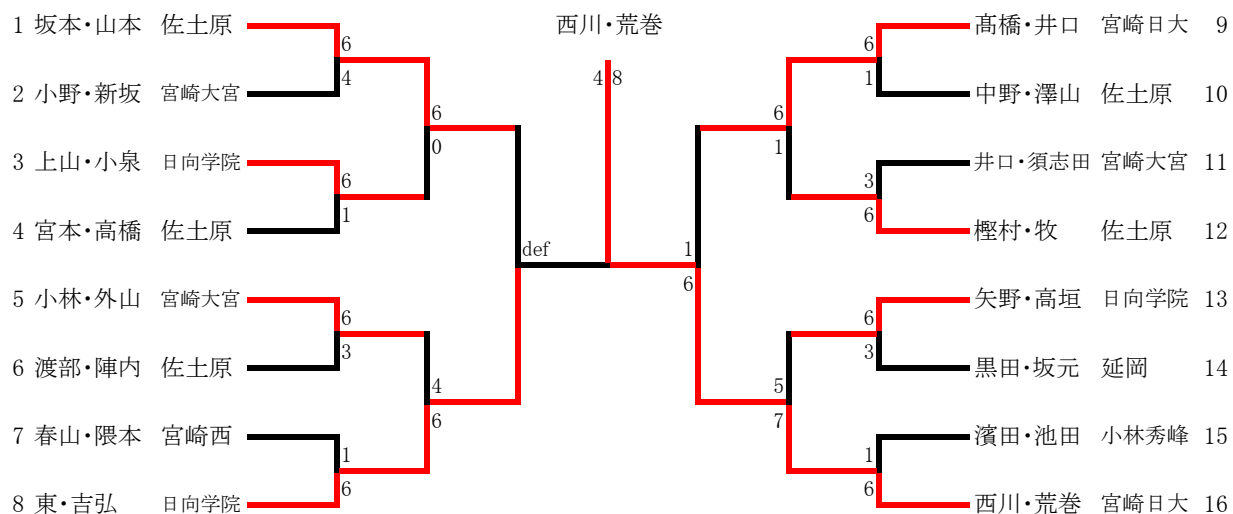 西川・荒巻
4 8
1 坂本・山本 佐土原
6
4
2 小野・新坂 宮崎大宮
6
0
3 上山・小泉 日向学院
6
1
4 宮本・高橋 佐土原
def
5 小林・外山 宮崎大宮
6
3
6 渡部・陣内 佐土原
4
6
7 春山・隈本 宮崎西
1
6
8 東・吉弘 日向学院
髙橋・井口 宮崎日大 9
6
1
中野・澤山 佐土原 10
6
1
井口・須志田 宮崎大宮 11
3
6
樫村・牧 佐土原 12
1
6
矢野・高垣 日向学院 13
6
3
黒田・坂元 延岡 14
5
7
濱田・池田 小林秀峰 15
1
6
西川・荒巻 宮崎日大 16